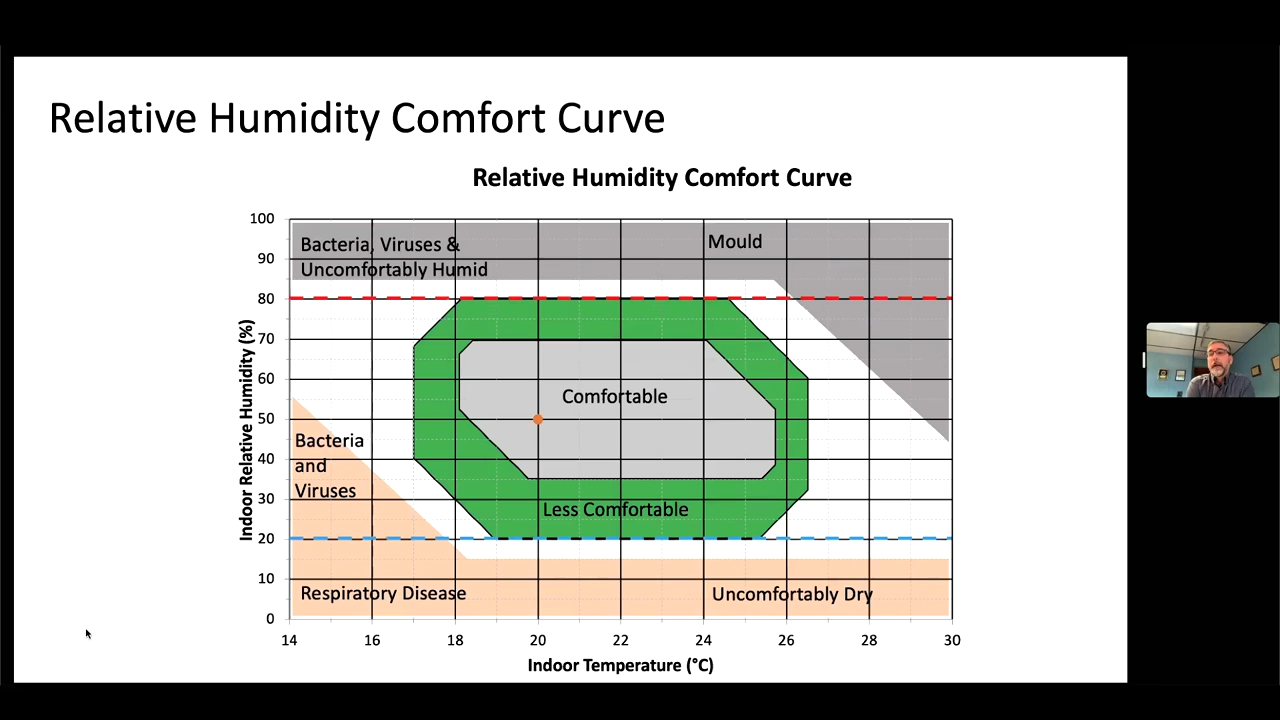 Relative Humidity Comfort Curve
Relative Humidity Comfort Curve
100
Bacteria, Viruses &
Uncomfortably Humid
Mould
90
80
70
60
Comfortable
50
Bacteria
and
Viruses
40
30
Less Comfortable
20
10
Respiratory Disease
Uncomfortably Dry
0
Indoor Relative Humidity (%)
14 16 18 20 22 24 26 28 30
Indoor Temperature (°C)